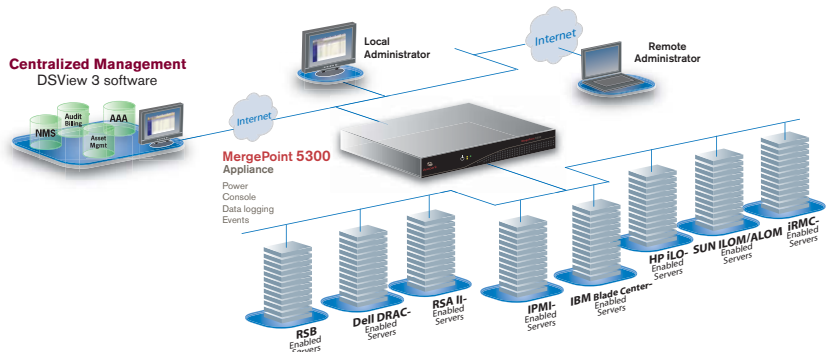 Centralized Management
DSView 3 software
NMS
Audit
Billing
AAA
Asset
Mgmt
Internet
Local
Administrator
Internet
Remote
Administrator
MergePoint 5300
Appliance
Power
Console
Data logging
Events
RSB
Enabled
Servers
Dell DRAC-
Enabled
Servers
RSA II-
Enabled
Servers
IPMI-
Enabled
Servers
IBM Blade Center-
Enabled
Servers
HP iLO-
Enabled
Servers
SUN ILOM/ALOM
Enabled
Servers
iRMC-
Enabled
Servers